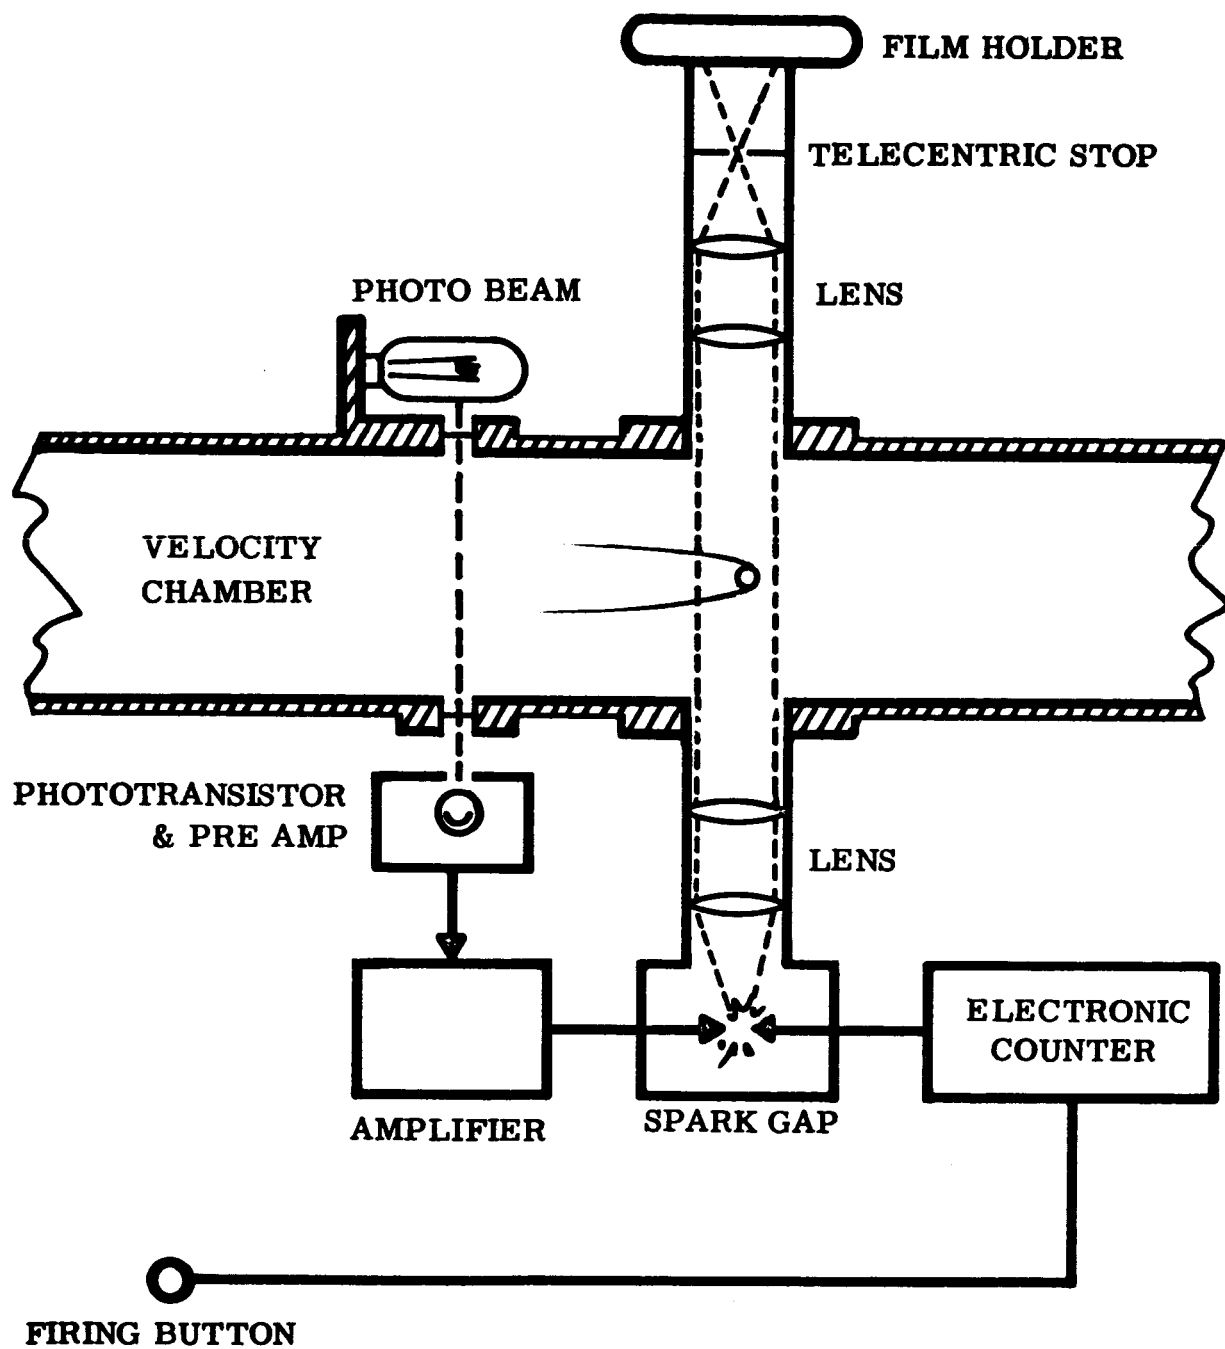 FILM HOLDER
TELECENTRIC STOP
PHOTO BEAM
LENS
VELOCITY
CHAMBER
PHOTOTRANSISTOR
& PRE AMP
LENS
ELECTRONIC
COUNTER
AMPLIFIER
SPARK GAP
FIRING BUTTON